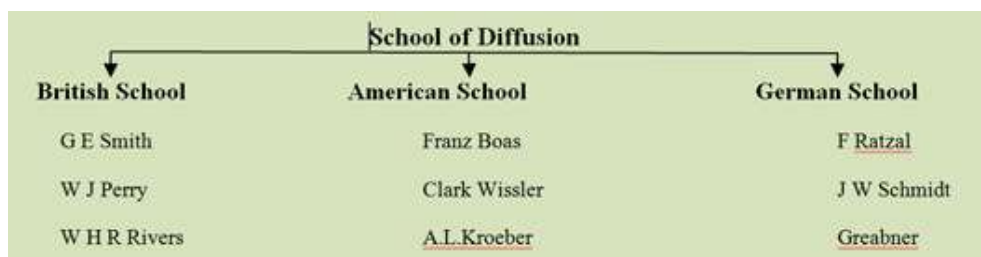 School of Diffusion
British School American School German School
G E Smith Franz Boas F Ratzal
W J Perry Clark Wissler J W Schmidt
W H R Rivers A.L.Kroeber Greabner